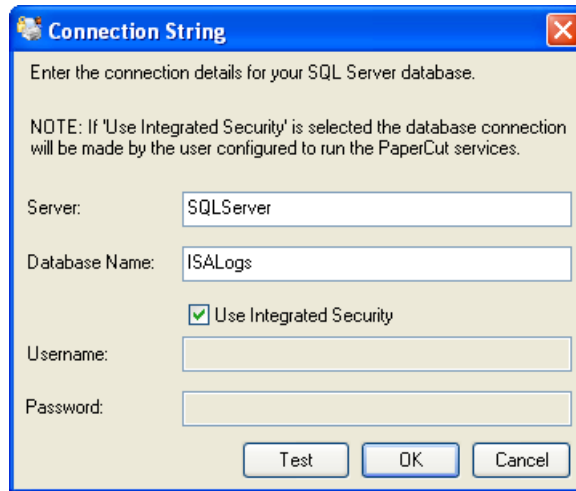 Connection String
Enter the connection details for your SQL Server database.
NOTE: If 'Use Integrated Security' is selected the database connection
will be made by the user configured to run the PaperCut services.
Server: SQLServer
Database Name: ISALogs
Use Integrated Security
Username:
Password:
Test OK Cancel